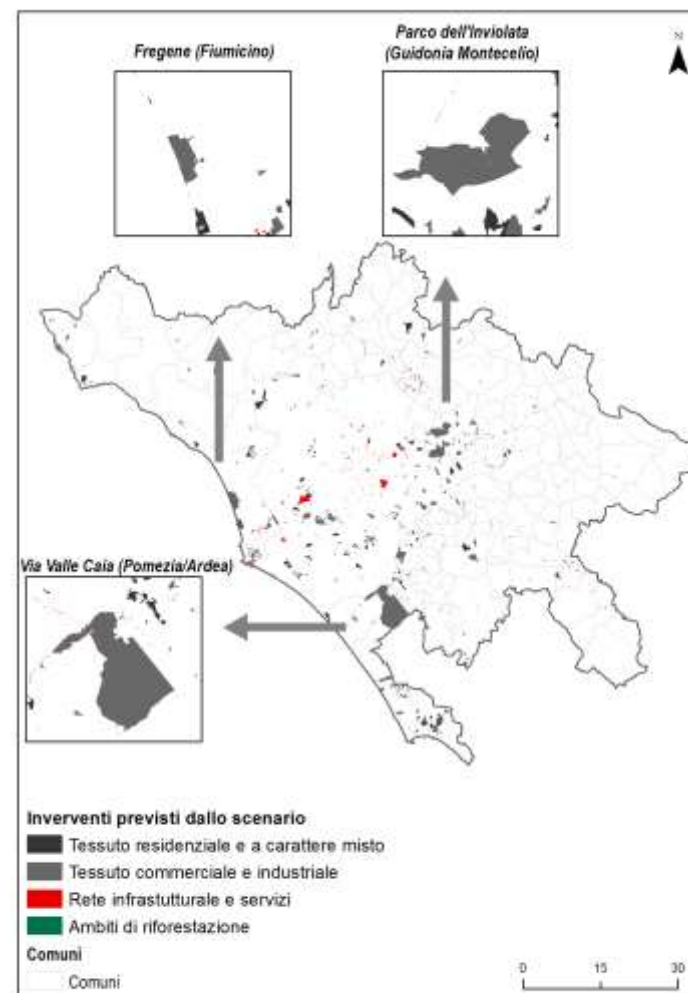 Fregene (Fiumicino)
Parco dell'Inviolata
(Guidonia Montecelio)
N
Via Valle Caia (Pomezia/Ardea)
Inverventi previsti dallo scenario
Tessuto residenziale e a carattere misto
Tessuto commerciale e industriale
Rete infrastutturale e servizi
Ambiti di riforestazione
Comuni
Comuni
0 15 30